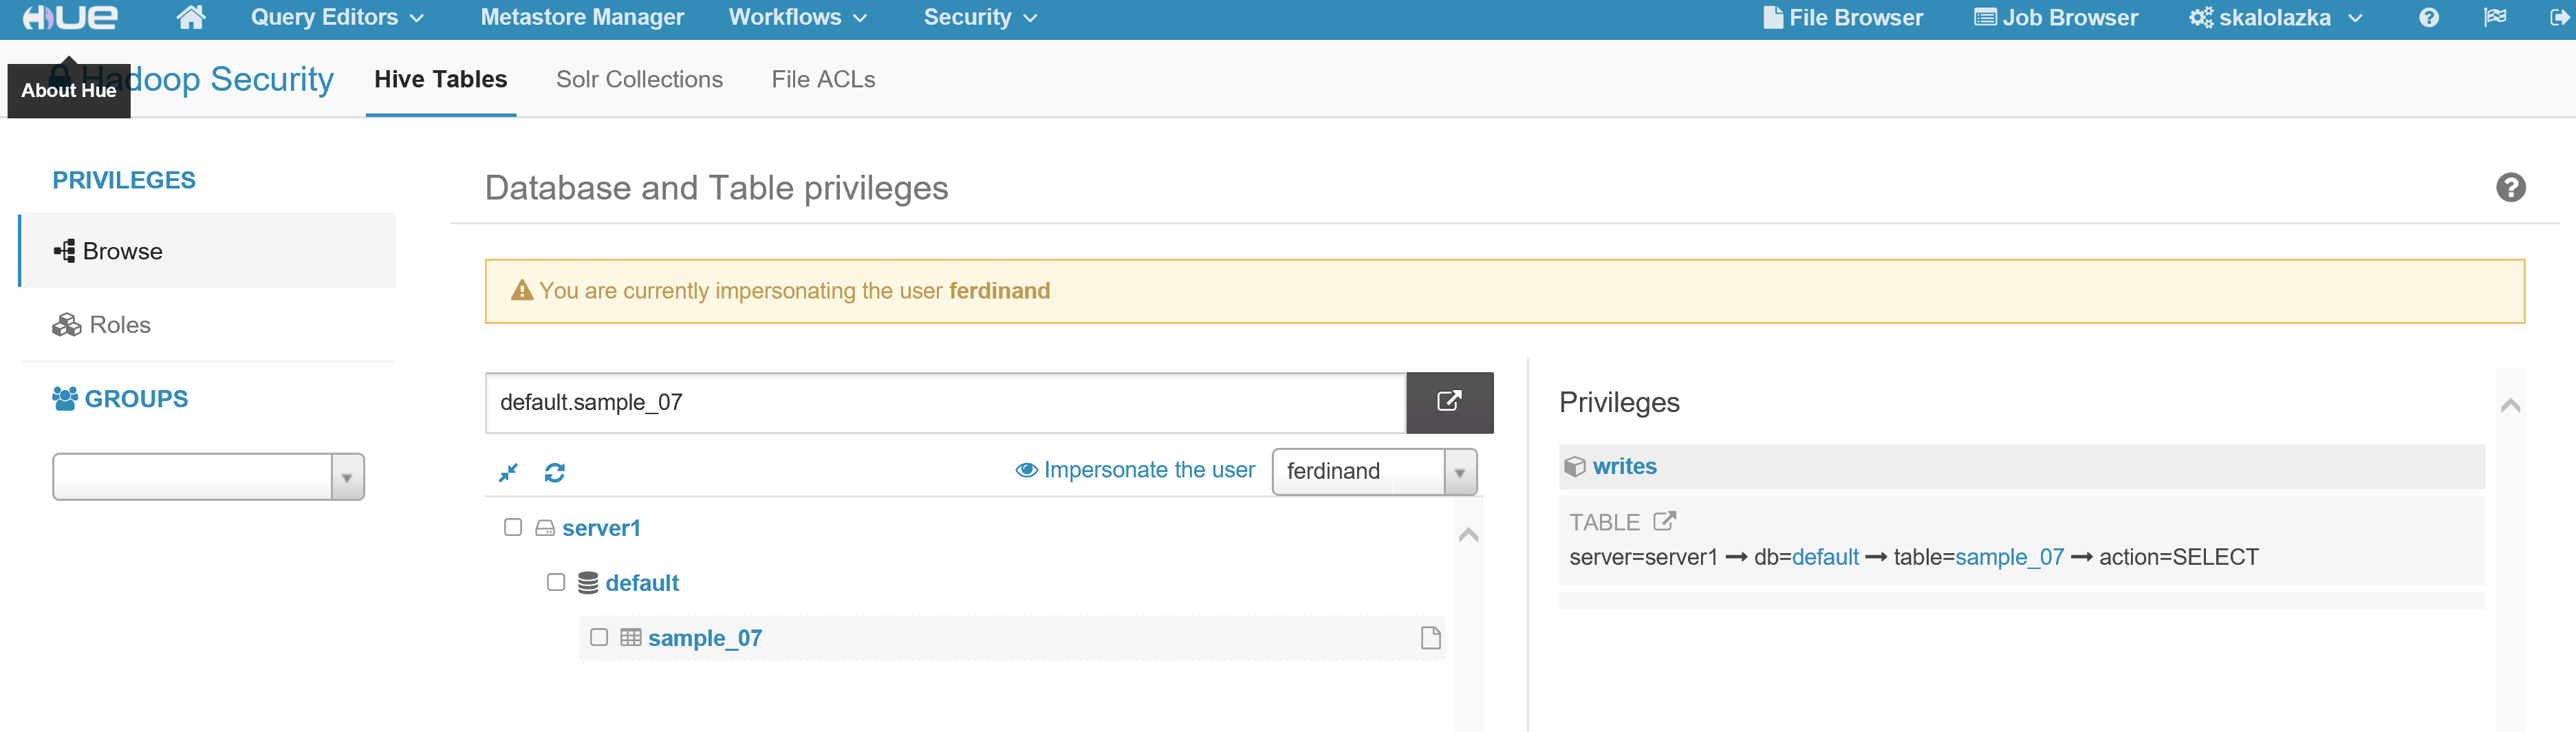 HUE Query Editors Metastore Manager Workflows Security File Browser Job Browser skalolazka
About Hue
Hadoop Security Hive Tables Solr Collections File ACLs
PRIVILEGES
Browse
Roles
GROUPS
Database and Table privileges
You are currently impersonating the user ferdinand
default.sample_07
Impersonate the user ferdinand
server1
default
sample_07
Privileges
writes
TABLE
server=server1 → db=default → table=sample_07 → action=SELECT